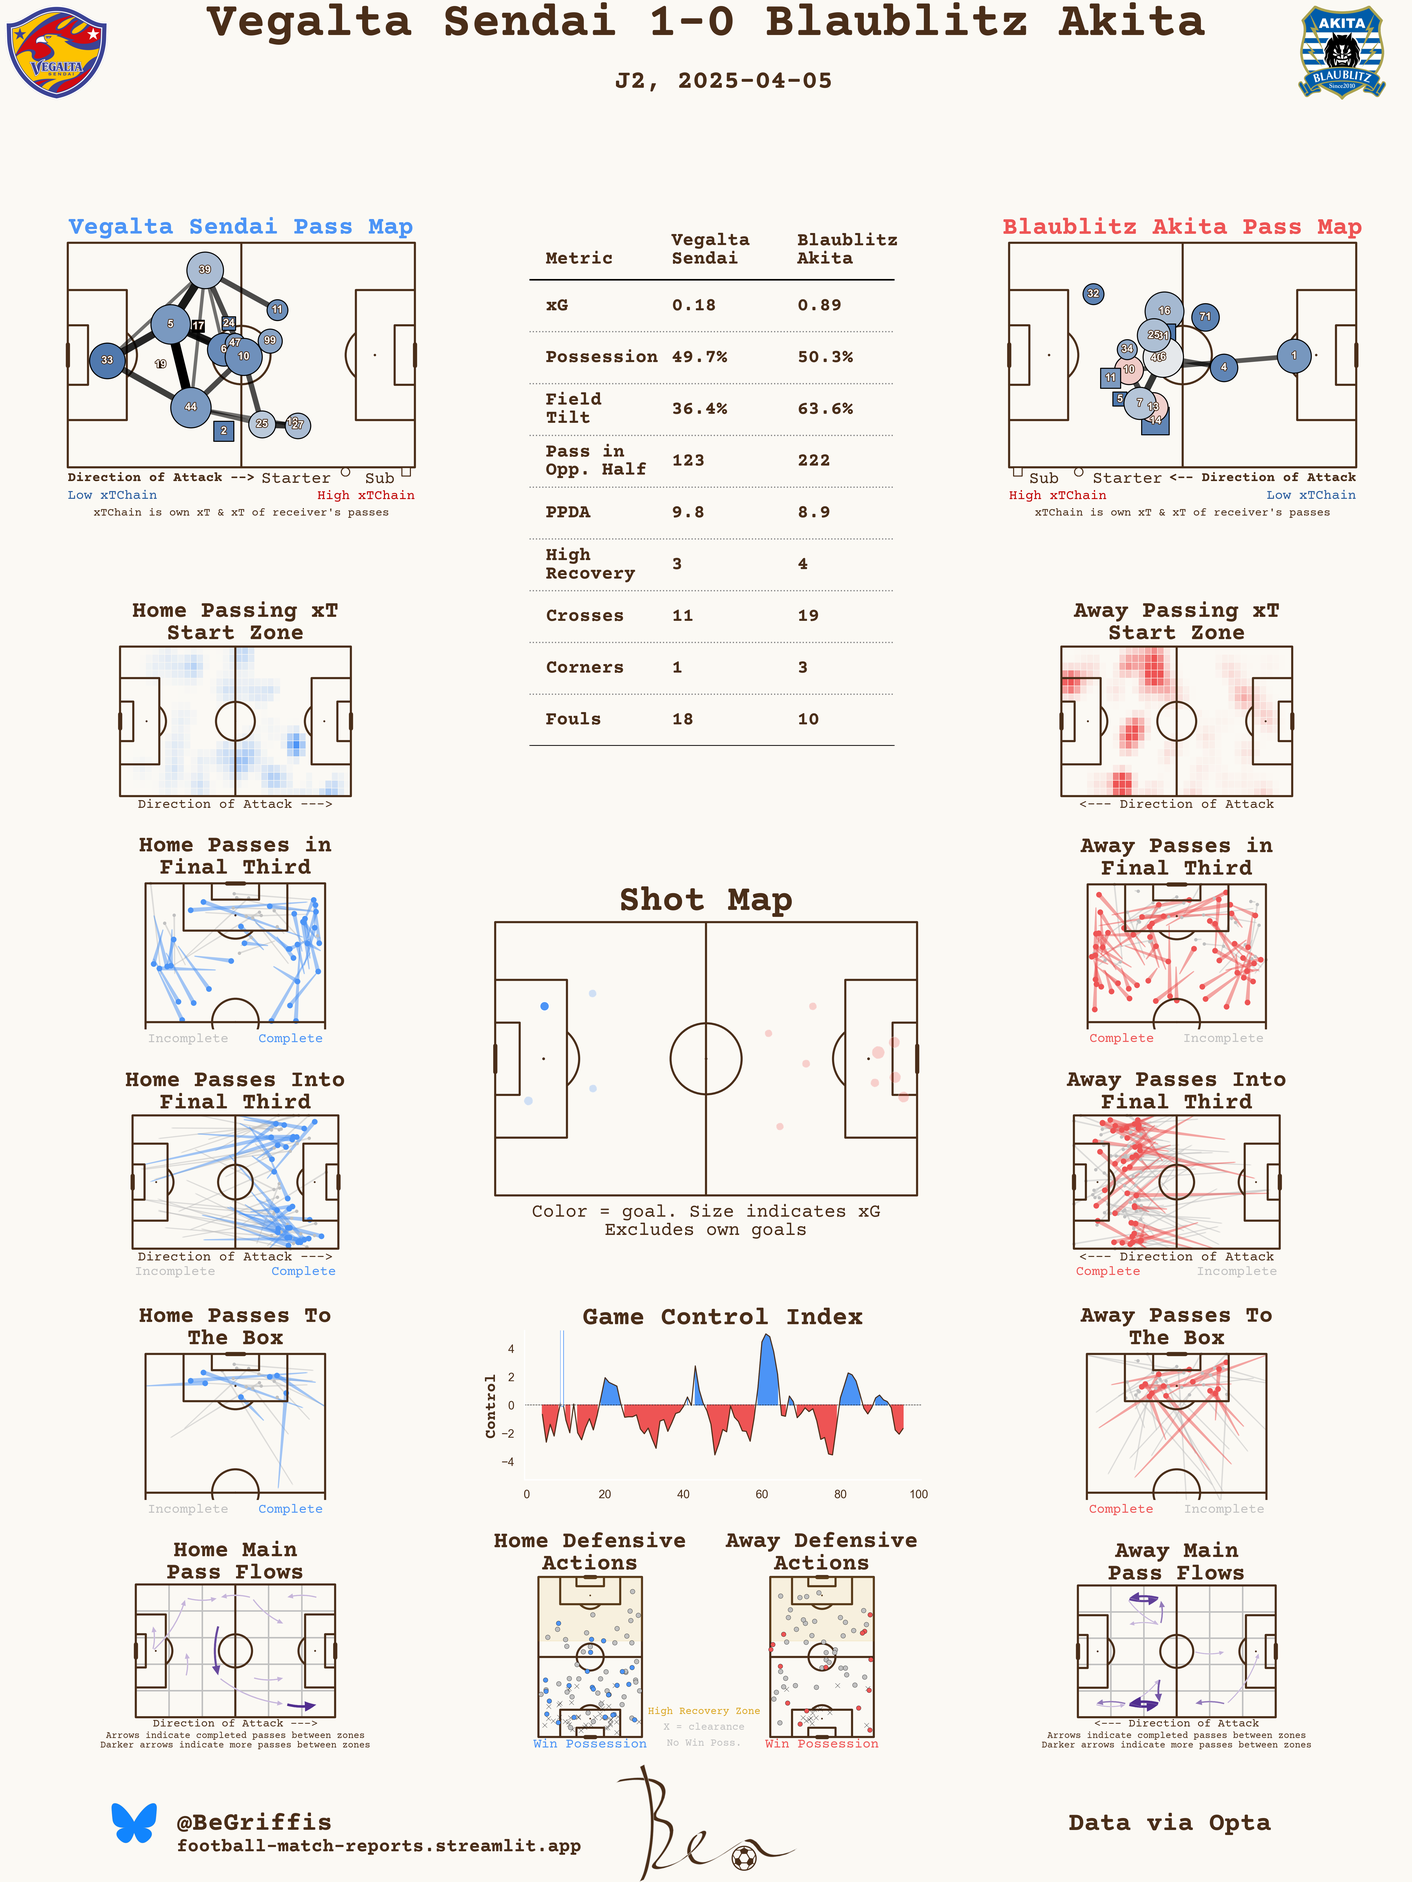 Vegalta Sendai 1-0 Blaublitz Akita
J2, 2025-04-05
VEGALTA
SENDAI
AKITA
BLAUBLITZ
Since2010
Vegalta Sendai Pass Map
39
11
5
17
24
47
6
99
10
33
19
44
25
27
2
Direction of Attack --> Starter Sub
Low xTChain High xTChain
xTChain is own xT & xT of receiver's passes
Metric Vegalta Sendai Blaublitz Akita
xG 0.18 0.89
Possession 49.7% 50.3%
Field Tilt 36.4% 63.6%
Pass in Opp. Half 123 222
PPDA 9.8 8.9
High Recovery 3 4
Crosses 11 19
Corners 1 3
Fouls 18 10
Blaublitz Akita Pass Map
32
16
71
25
34
1
10
4
11
5
7
13
14
Sub Starter <-- Direction of Attack
High xTChain Low xTChain
xTChain is own xT & xT of receiver's passes
Home Passing xT
Start Zone
Direction of Attack --->
Away Passing xT
Start Zone
<--- Direction of Attack
Home Passes in
Final Third
Incomplete Complete
Away Passes in
Final Third
Complete Incomplete
Shot Map
Color = goal. Size indicates xG
Excludes own goals
Home Passes Into
Final Third
Direction of Attack --->
Incomplete Complete
Away Passes Into
Final Third
<--- Direction of Attack
Complete Incomplete
Home Passes To
The Box
Incomplete Complete
Game Control Index
Control
4
2
0
−2
−4
0 20 40 60 80 100
Away Passes To
The Box
Complete Incomplete
Home Main
Pass Flows
Direction of Attack --->
Arrows indicate completed passes between zones
Darker arrows indicate more passes between zones
Home Defensive
Actions
Win Possession
High Recovery Zone
X = clearance
No Win Poss.
Away Defensive
Actions
Win Possession
Away Main
Pass Flows
<--- Direction of Attack
Arrows indicate completed passes between zones
Darker arrows indicate more passes between zones
@BeGriffis
football-match-reports.streamlit.app
Ben
Data via Opta